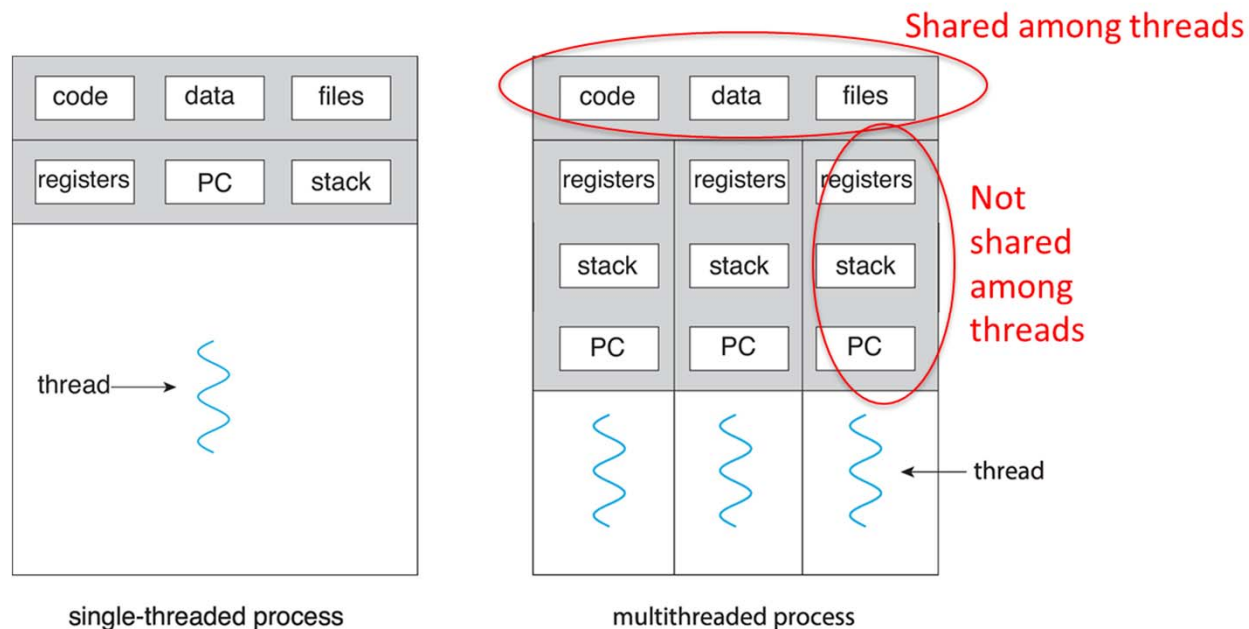 Shared among threads
code data files
registers PC stack
thread
single-threaded process
code data files
registers registers registers
stack stack stack
PC PC PC
Not
shared
among
threads
thread
multithreaded process